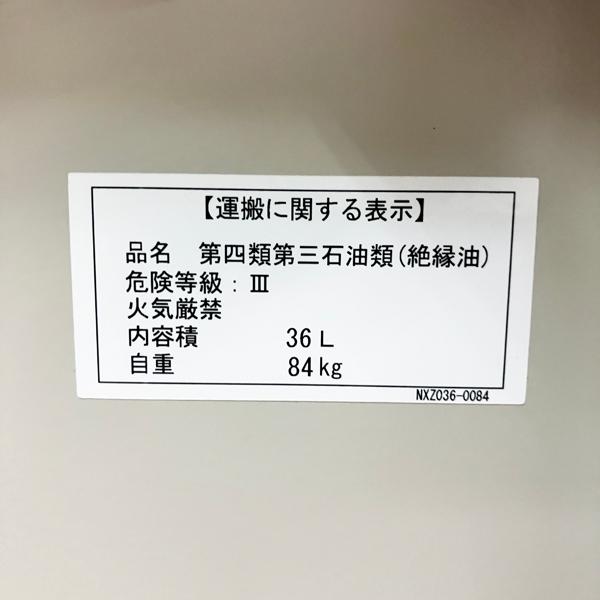 【運搬に関する表示】
品名 第四類第三石油類(絶縁油)
危険等級：Ⅲ
火気厳禁
内容積 36L
自重 84kg
NXZ036-0084